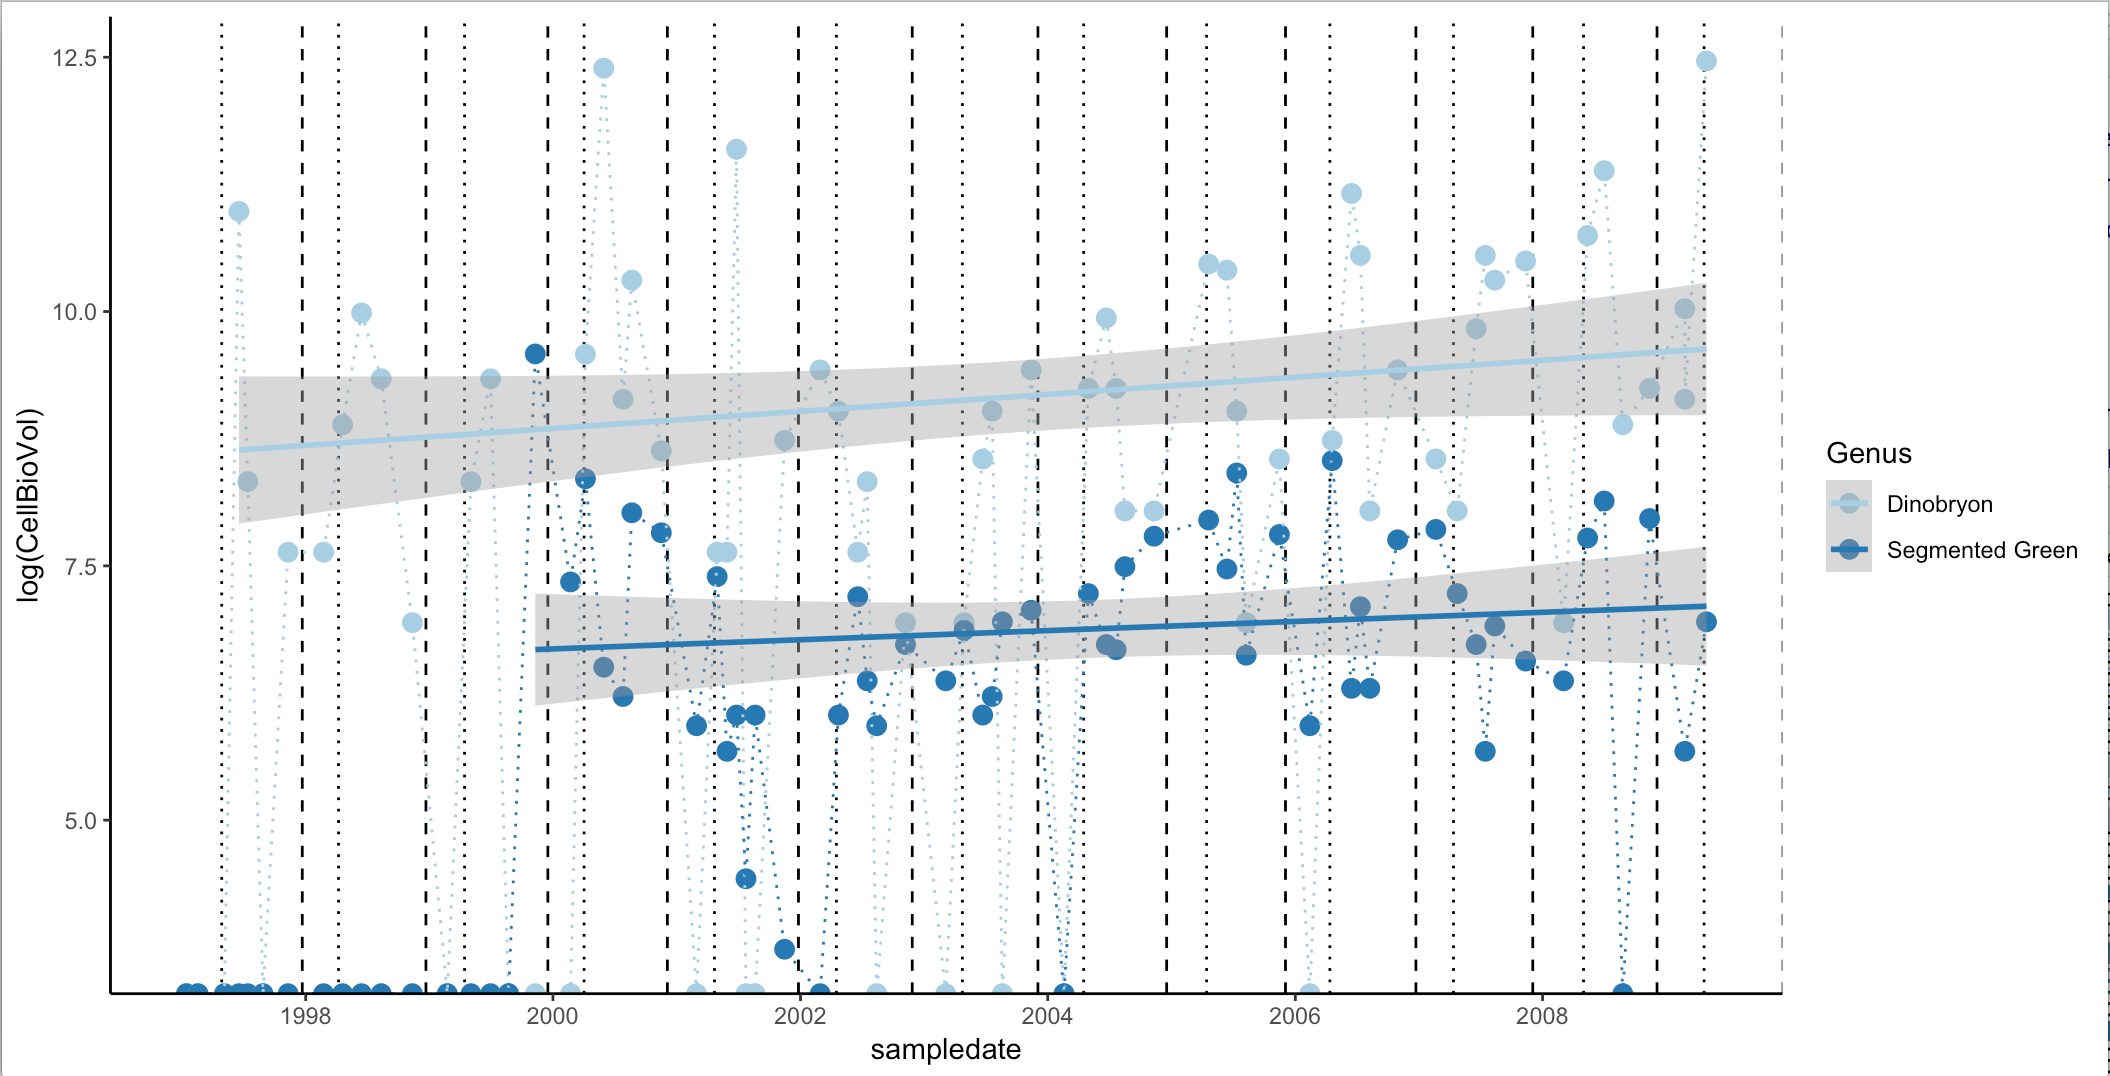 12.5
10.0
7.5
5.0
log(CellBioVol)
1998 2000 2002 2004 2006 2008
sampledate
Genus
Dinobryon
Segmented Green